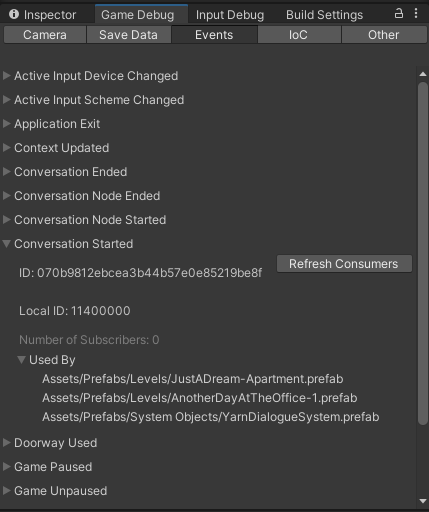 Inspector Game Debug Input Debug Build Settings
Camera Save Data Events IoC Other
Active Input Device Changed
Active Input Scheme Changed
Application Exit
Context Updated
Conversation Ended
Conversation Node Ended
Conversation Node Started
Conversation Started
ID: 070b9812ebcea3b44b57e0e85219be8f Refresh Consumers
Local ID: 11400000
Number of Subscribers: 0
Used By
Assets/Prefabs/Levels/JustADream-Apartment.prefab
Assets/Prefabs/Levels/AnotherDayAtTheOffice-1.prefab
Assets/Prefabs/System Objects/YarnDialogueSystem.prefab
Doorway Used
Game Paused
Game Unpaused